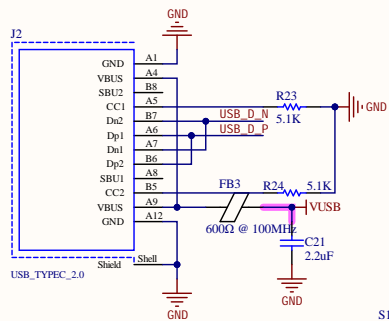 GND
J2
GND A1
VBUS A4
SBU2 B8
CC1 A5
R23
5.1K
GND
Dn2 B7
USB_D_N
Dp1 A6
USB_D_P
Dn1 A7
Dp2 B6
SBU1 A8
CC2 B5
FB3
R24
5.1K
VBUS A9
VUSB
GND A12
600Ω @ 100MHz
C21
2.2uF
Shield Shell
USB_TYPEC_2.0
GND
GND
S1